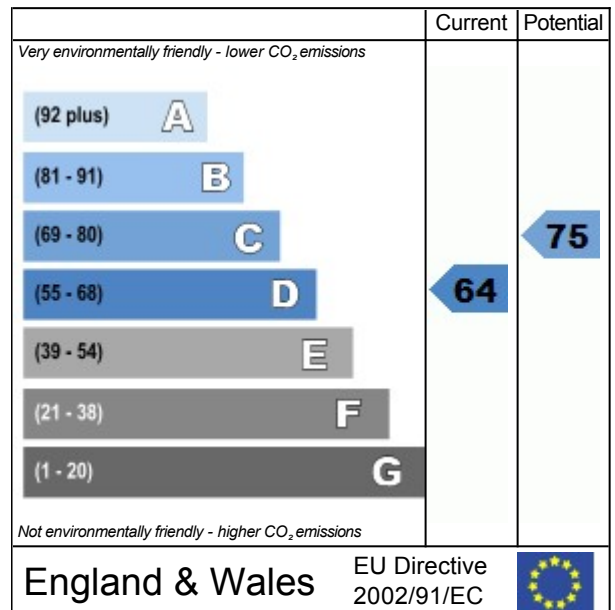 Current Potential
Very environmentally friendly - lower CO₂ emissions
(92 plus) A
(81 - 91) B
(69 - 80) C
75
(55 - 68) D
64
(39 - 54) E
(21 - 38) F
(1 - 20) G
Not environmentally friendly - higher CO₂ emissions
England & Wales
EU Directive
2002/91/EC